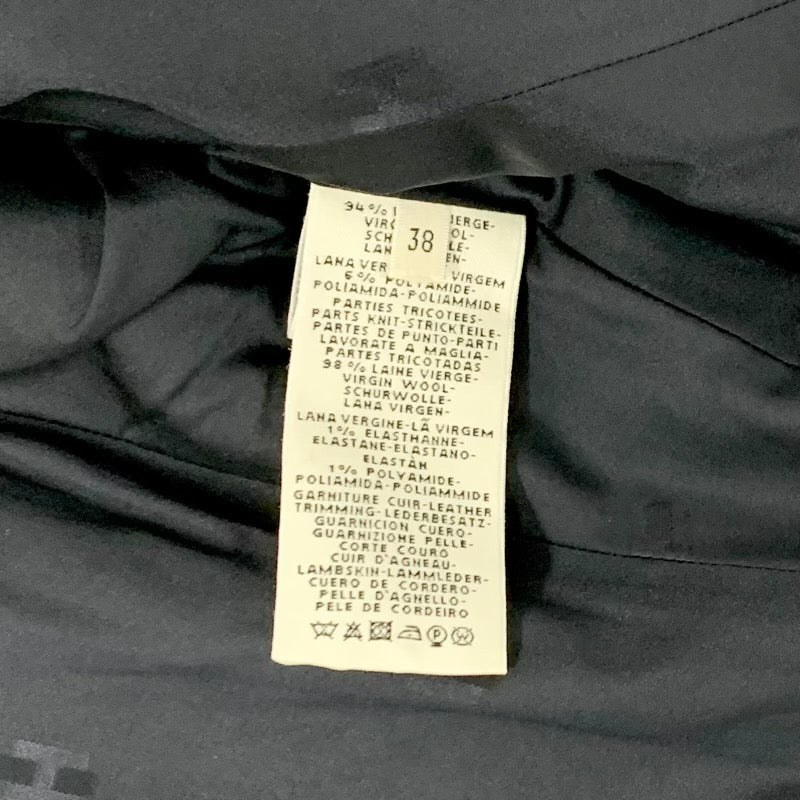 94%
VIERGE-
38
LANA VER VIRGEM
6% POLYAMIDE-
POLIAMIDA-POLIAMMIDE
PARTIES TRICOTEES-
PARTS KNIT-STRICKTEILE-
PARTES DE PUNTO-PARTI
LAVORATE A MAGLIA-
PARTES TRICOTADAS
98% LAINE VIERGE-
VIRGIN WOOL-
SCHURWOLLE-
LANA VIRGEN-
LANA VERGINE-LÃ VIRGEM
1% ELASTHANNE-
ELASTANE-ELASTANO-
ELASTAN
1% POLYAMIDE-
POLIAMIDA-POLIAMMIDE
GARNITURE CUIR-LEATHER
TRIMMING-LEDERBESATZ-
GUARNICION CUERO-
GUARNIZIONE PELLE-
CORTE COURO
CUIR D'AGNEAU-
LAMBSKIN-LAMMLEDER-
CUERO DE CORDERO-
PELLE D'AGNELLO-
PELE DE CORDEIRO
P W